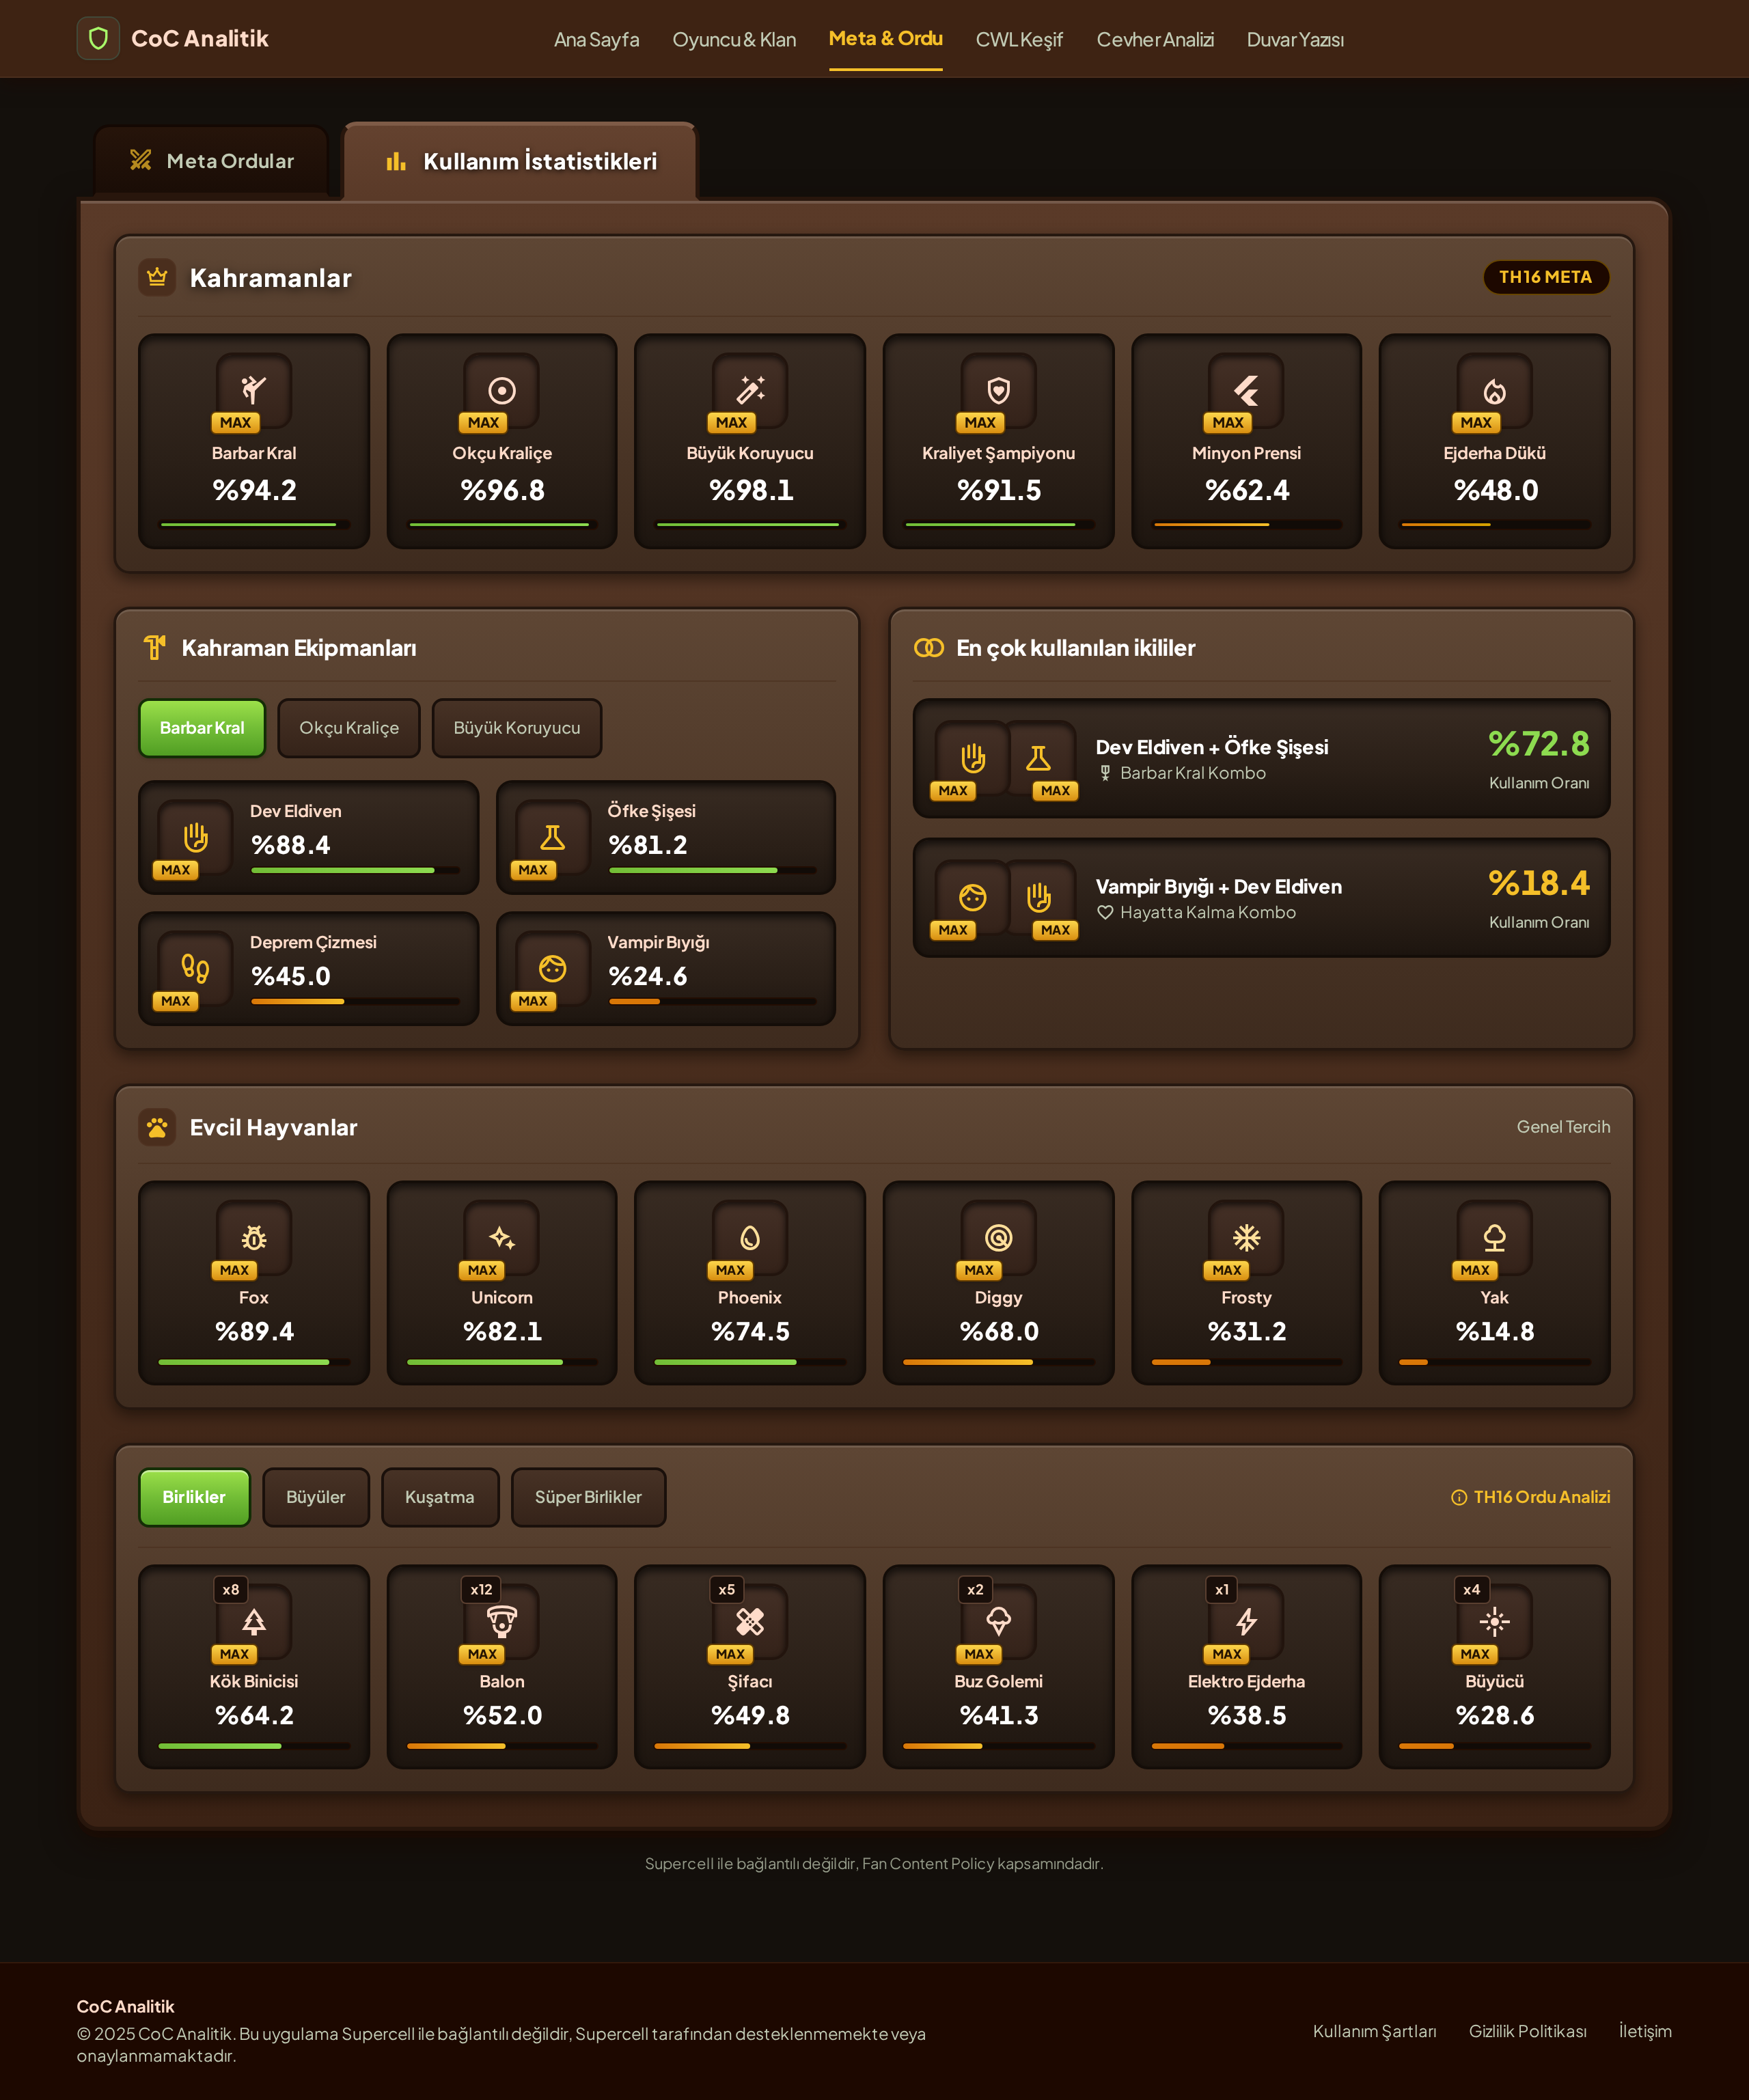 CoC Analitik
Ana Sayfa
Oyuncu & Klan
Meta & Ordu
CWL Keşif
Cevher Analizi
Duvar Yazısı
Meta Ordular
Kullanım İstatistikleri
Kahramanlar
TH16 META
MAX
MAX
MAX
MAX
MAX
MAX
Barbar Kral
Okçu Kraliçe
Büyük Koruyucu
Kraliyet Şampiyonu
Minyon Prensi
Ejderha Dükü
%94.2
%96.8
%98.1
%91.5
%62.4
%48.0
Kahraman Ekipmanları
Barbar Kral
Okçu Kraliçe
Büyük Koruyucu
Dev Eldiven
%88.4
MAX
Öfke Şişesi
%81.2
MAX
Deprem Çizmesi
%45.0
MAX
Vampir Bıyığı
%24.6
MAX
En çok kullanılan ikililer
MAX
MAX
Dev Eldiven + Öfke Şişesi
Barbar Kral Kombo
%72.8
Kullanım Oranı
MAX
MAX
Vampir Bıyığı + Dev Eldiven
Hayatta Kalma Kombo
%18.4
Kullanım Oranı
Evcil Hayvanlar
Genel Tercih
MAX
MAX
MAX
MAX
MAX
MAX
Fox
Unicorn
Phoenix
Diggy
Frosty
Yak
%89.4
%82.1
%74.5
%68.0
%31.2
%14.8
Birlikler
Büyüler
Kuşatma
Süper Birlikler
TH16 Ordu Analizi
x8
x12
x5
x2
x1
x4
MAX
MAX
MAX
MAX
MAX
MAX
Kök Binicisi
Balon
Şifacı
Buz Golemi
Elektro Ejderha
Büyücü
%64.2
%52.0
%49.8
%41.3
%38.5
%28.6
Supercell ile bağlantılı değildir, Fan Content Policy kapsamındadır.
CoC Analitik
© 2025 CoC Analitik. Bu uygulama Supercell ile bağlantılı değildir, Supercell tarafından desteklenmemekte veya
onaylanmamaktadır.
Kullanım Şartları
Gizlilik Politikası
İletişim